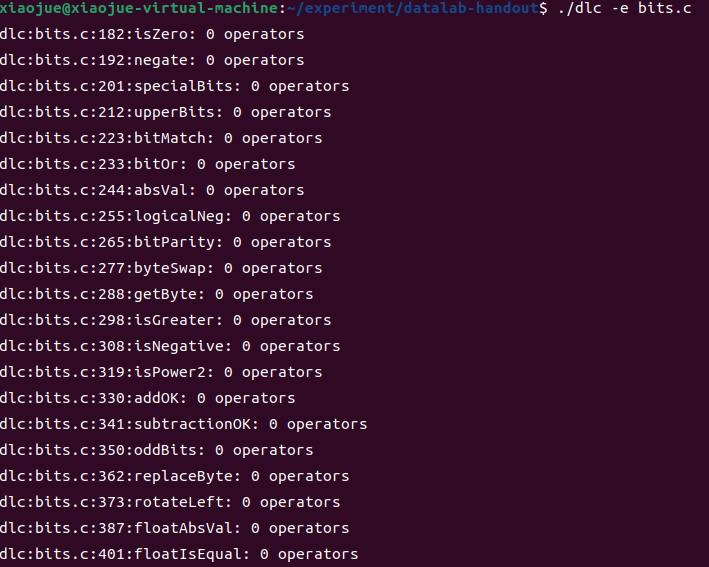 xiaojue@xiaojue-virtual-machine:~/experiment/datalab-handout$ ./dlc -e bits.c
dlc:bits.c:182:isZero: 0 operators
dlc:bits.c:192:negate: 0 operators
dlc:bits.c:201:specialBits: 0 operators
dlc:bits.c:212:upperBits: 0 operators
dlc:bits.c:223:bitMatch: 0 operators
dlc:bits.c:233:bitOr: 0 operators
dlc:bits.c:244:absVal: 0 operators
dlc:bits.c:255:logicalNeg: 0 operators
dlc:bits.c:265:bitParity: 0 operators
dlc:bits.c:277:byteSwap: 0 operators
dlc:bits.c:288:getByte: 0 operators
dlc:bits.c:298:isGreater: 0 operators
dlc:bits.c:308:isNegative: 0 operators
dlc:bits.c:319:isPower2: 0 operators
dlc:bits.c:330:addOK: 0 operators
dlc:bits.c:341:subtractionOK: 0 operators
dlc:bits.c:350:oddBits: 0 operators
dlc:bits.c:362:replaceByte: 0 operators
dlc:bits.c:373:rotateLeft: 0 operators
dlc:bits.c:387:floatAbsVal: 0 operators
dlc:bits.c:401:floatIsEqual: 0 operators